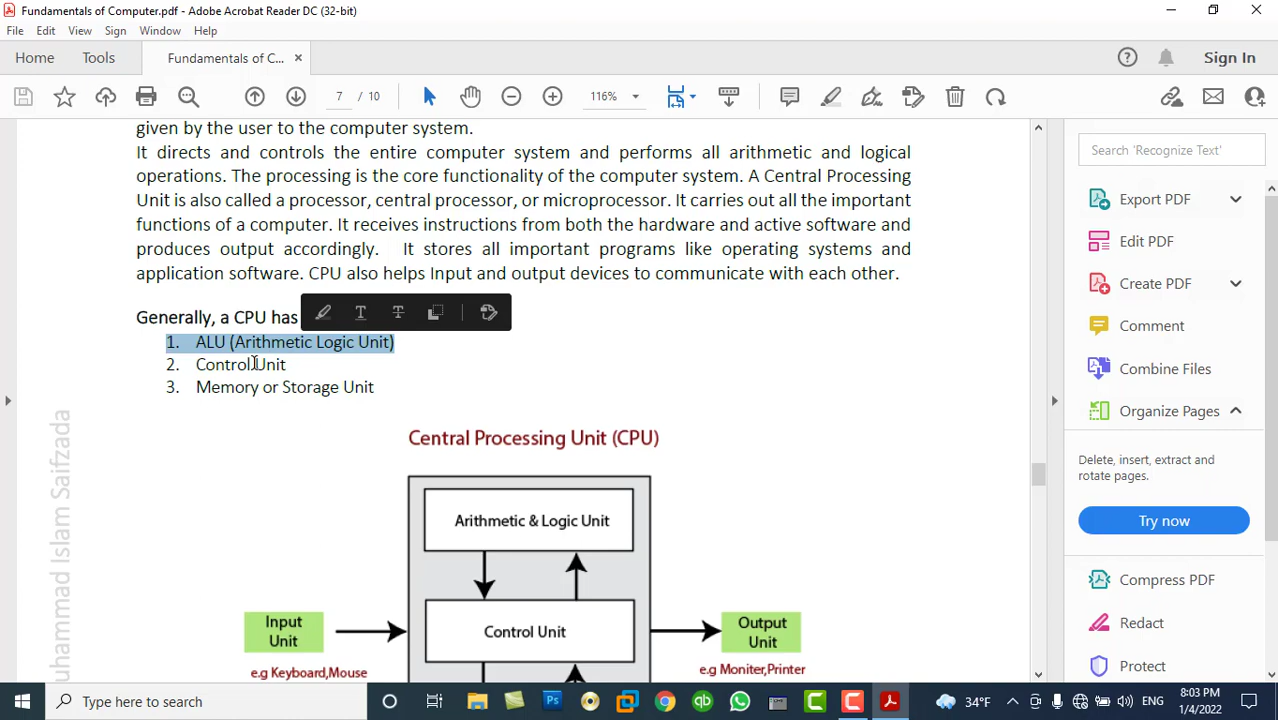 Fundamentals of Computer.pdf - Adobe Acrobat Reader DC (32-bit)
File Edit View Sign Window Help
Home Tools Fundamentals of C... × Sign In
7 / 10 116%
given by the user to the computer system.
It directs and controls the entire computer system and performs all arithmetic and logical
operations. The processing is the core functionality of the computer system. A Central Processing
Unit is also called a processor, central processor, or microprocessor. It carries out all the important
functions of a computer. It receives instructions from both the hardware and active software and
produces output accordingly. It stores all important programs like operating systems and
application software. CPU also helps Input and output devices to communicate with each other.
Generally, a CPU has
1. ALU (Arithmetic Logic Unit)
2. Control Unit
3. Memory or Storage Unit
Central Processing Unit (CPU)
Arithmetic & Logic Unit
Input
Unit
Control Unit
Output
Unit
e.g Keyboard,Mouse
e.g Moniter,Printer
uhammad Islam Saifzada
Search 'Recognize Text'
Export PDF
Edit PDF
Create PDF
Comment
Combine Files
Organize Pages
Delete, insert, extract and
rotate pages.
Try now
Compress PDF
Redact
Protect
Type here to search
Ps
qb
34°F
ENG
8:03 PM
1/4/2022